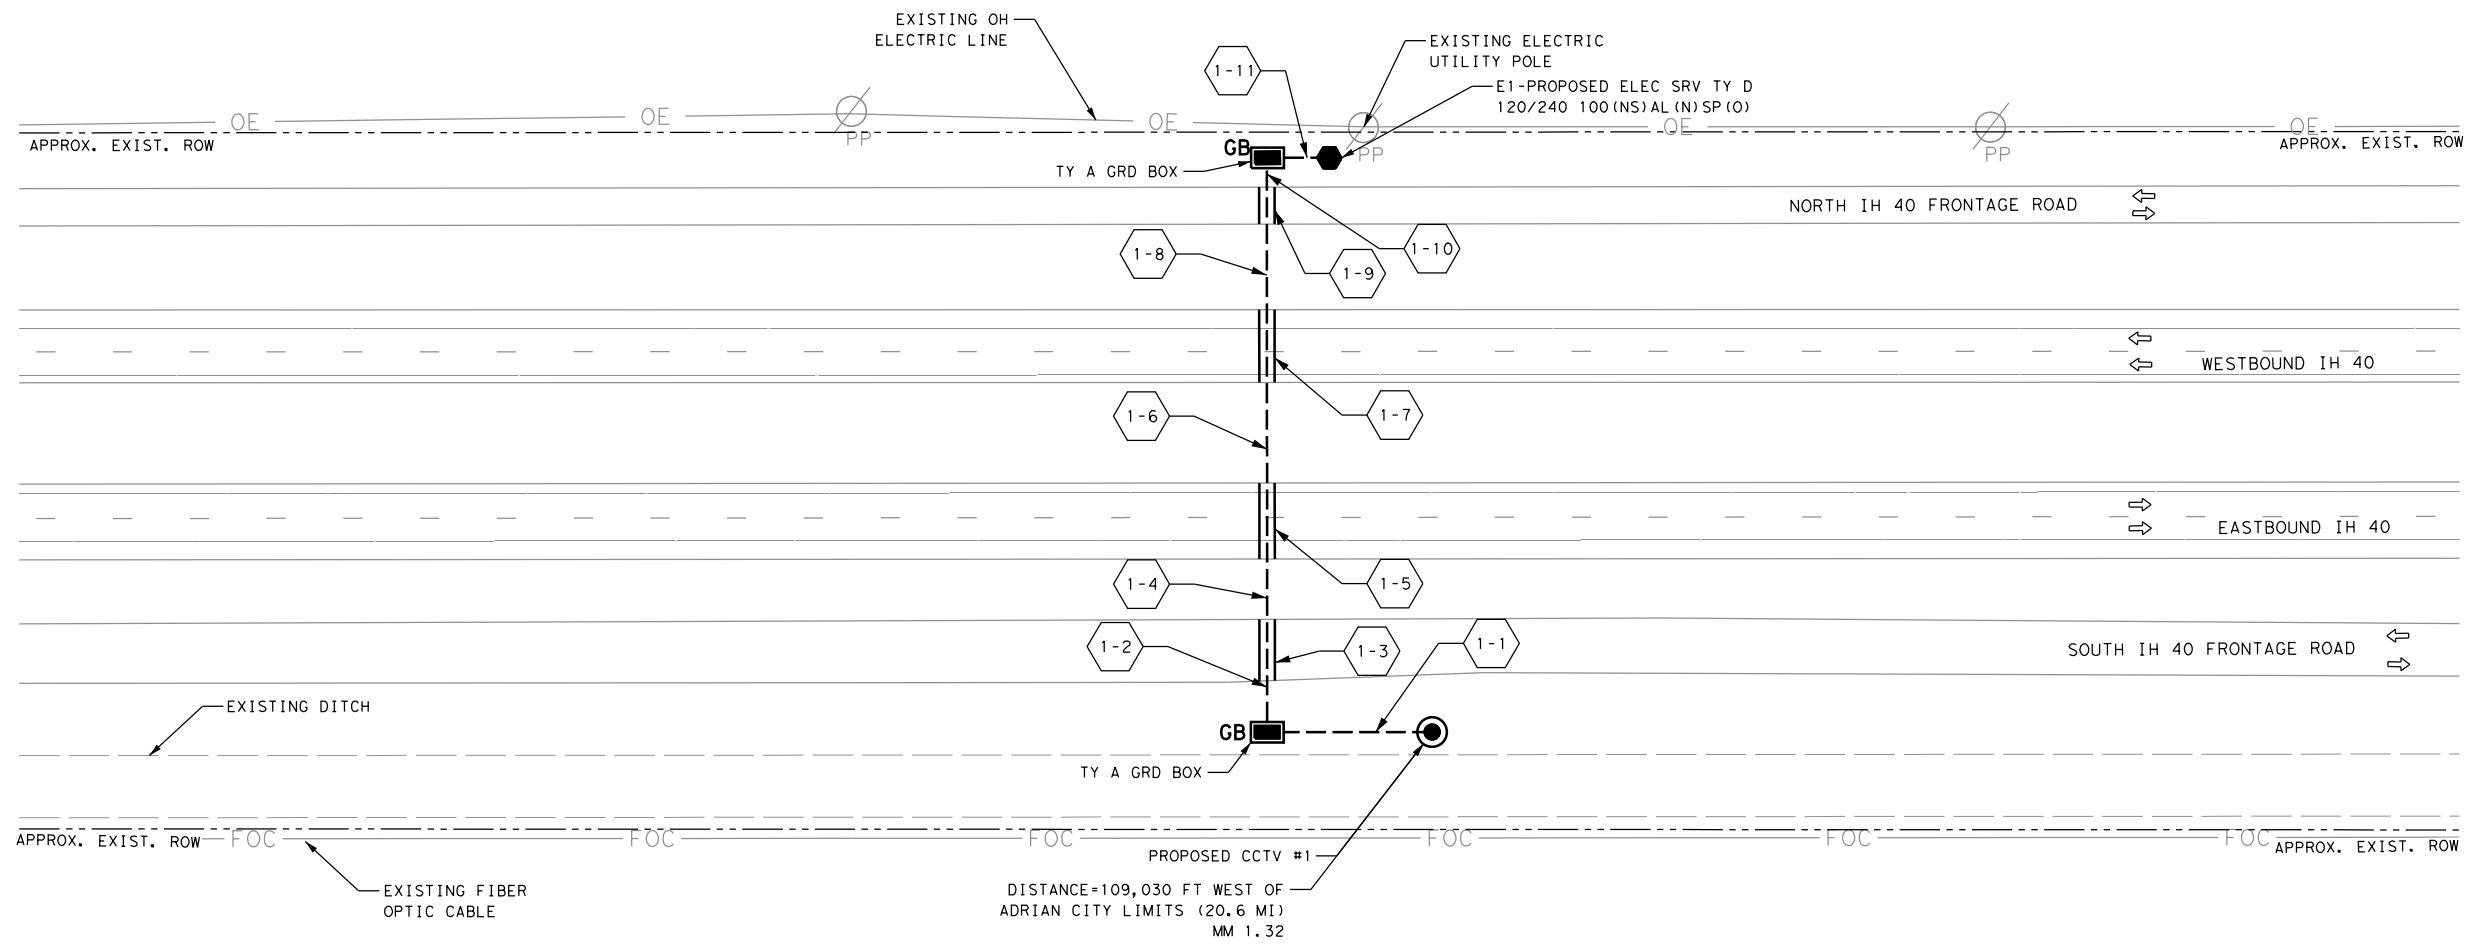 EXISTING OH
ELECTRIC LINE
EXISTING ELECTRIC
UTILITY POLE
1-11
E1-PROPOSED ELEC SRV TY D
120/240 100(NS)AL(N)SP(O)
OE
OE
OE
OE
OE
PP
PP
PP
APPROX. EXIST. ROW
APPROX. EXIST. ROW
GB
TY A GRD BOX
NORTH IH 40 FRONTAGE ROAD
1-8
1-10
1-9
WESTBOUND IH 40
1-6
1-7
EASTBOUND IH 40
1-4
1-5
1-2
1-3
1-1
SOUTH IH 40 FRONTAGE ROAD
EXISTING DITCH
GB
TY A GRD BOX
APPROX. EXIST. ROW
FOC
FOC
FOC
FOC
FOC
FOC
APPROX. EXIST. ROW
PROPOSED CCTV #1
EXISTING FIBER
OPTIC CABLE
DISTANCE=109,030 FT WEST OF
ADRIAN CITY LIMITS (20.6 MI)
MM 1.32